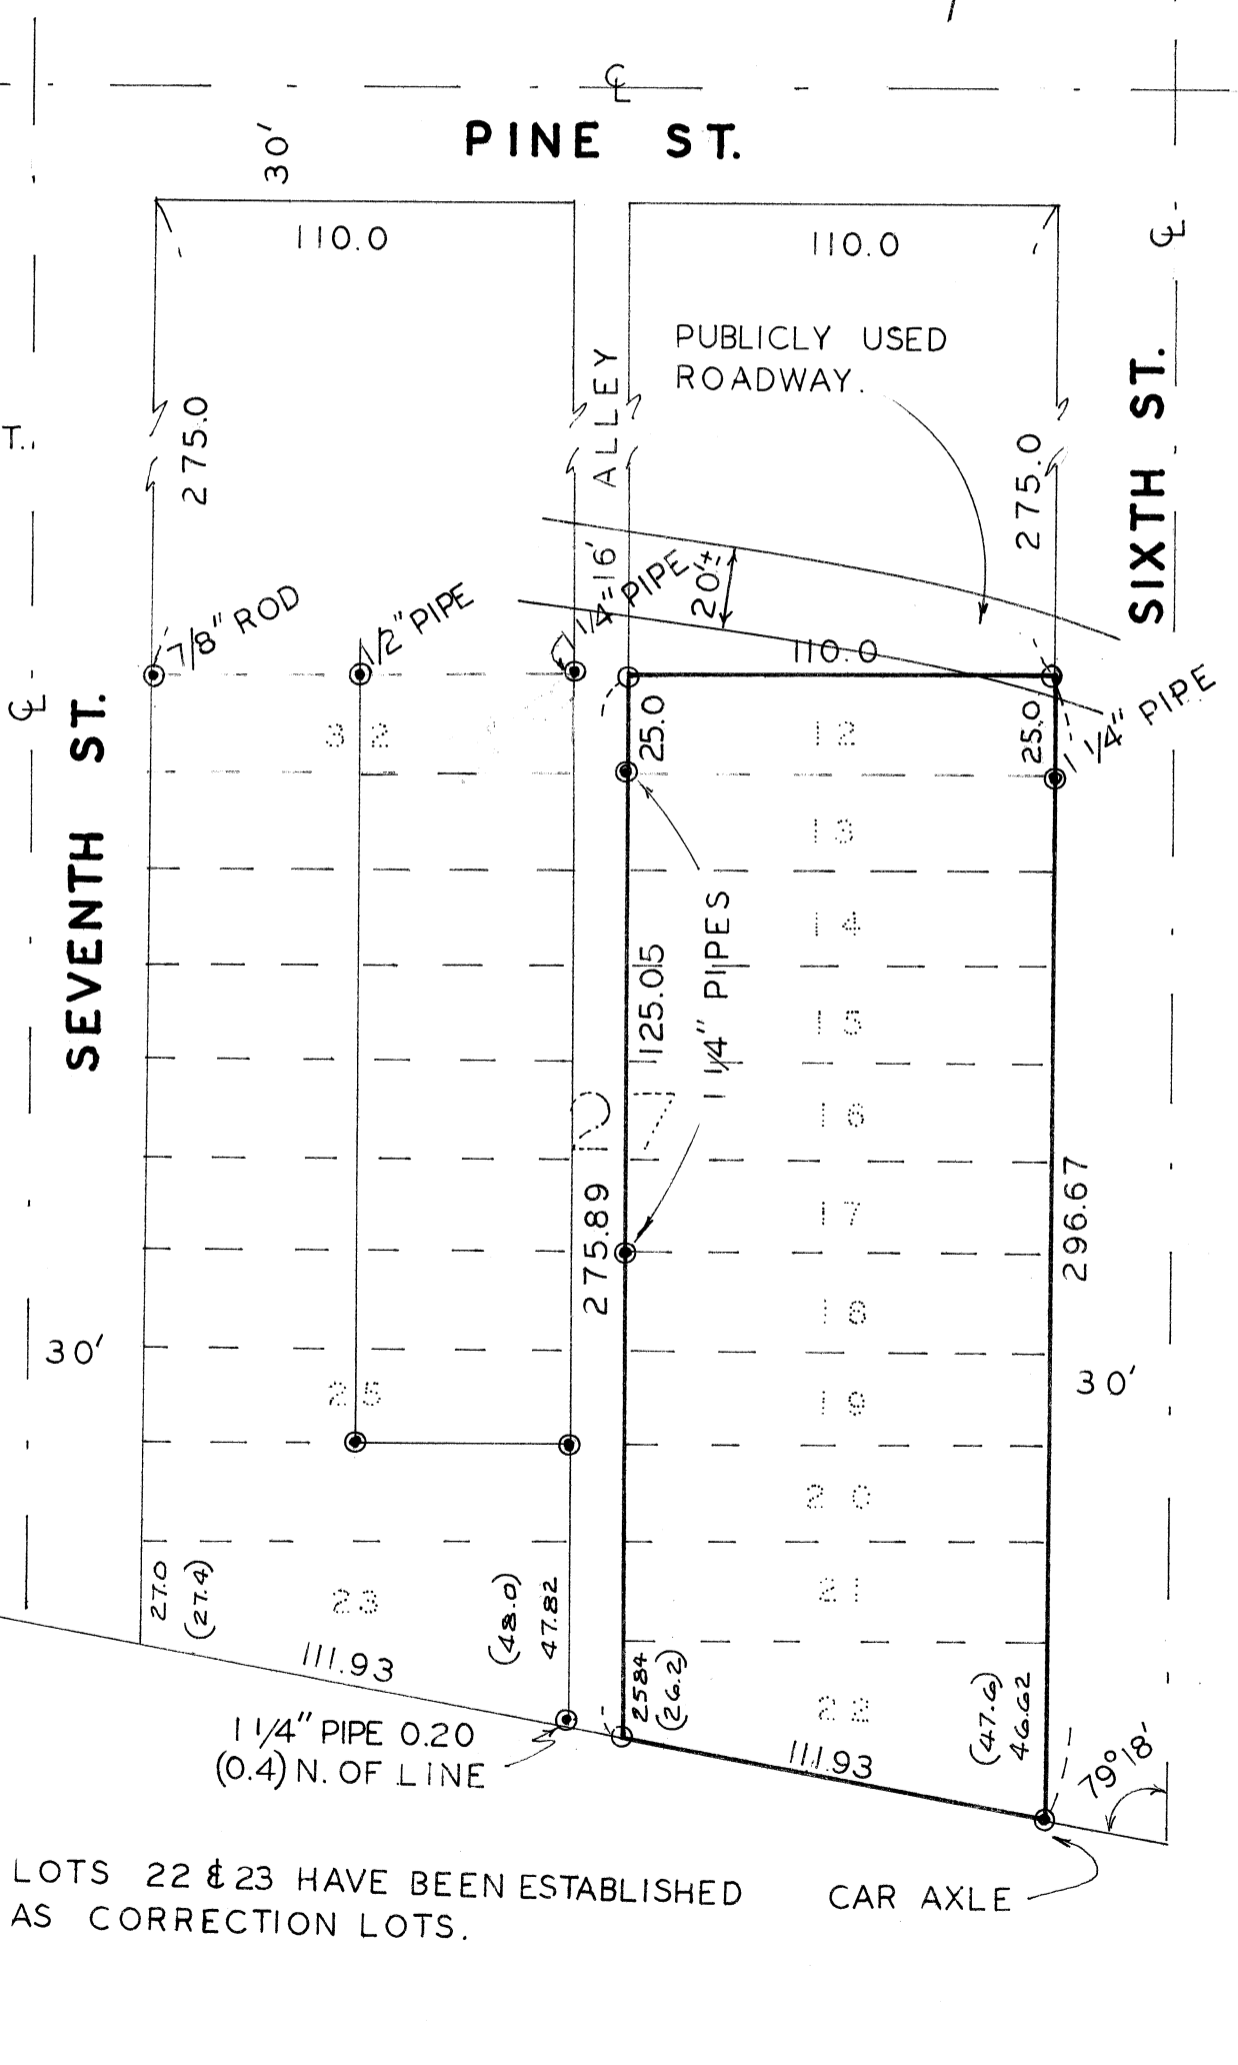 ℄
30'
PINE ST.
℄
110.0
110.0
PUBLICLY USED
ROADWAY.
ALLEY
SIXTH ST.
T.
275.0
275.0
16'
20'±
7/8" ROD
1/2" PIPE
1 1/4" PIPE
110.0
1 1/4" PIPE
℄
SEVENTH ST.
32
25.0
12
25.0
13
14
125.05
1 1/4" PIPES
15
27
16
275.89
17
296.67
18
30'
30'
25
19
20
27.0
(27.4)
23
(48.0)
47.82
21
111.93
25.84
(26.2)
22
(47.6)
46.62
1 1/4" PIPE 0.20
(0.4) N. OF LINE
111.93
79°18'
LOTS 22 & 23 HAVE BEEN ESTABLISHED
AS CORRECTION LOTS.
CAR AXLE